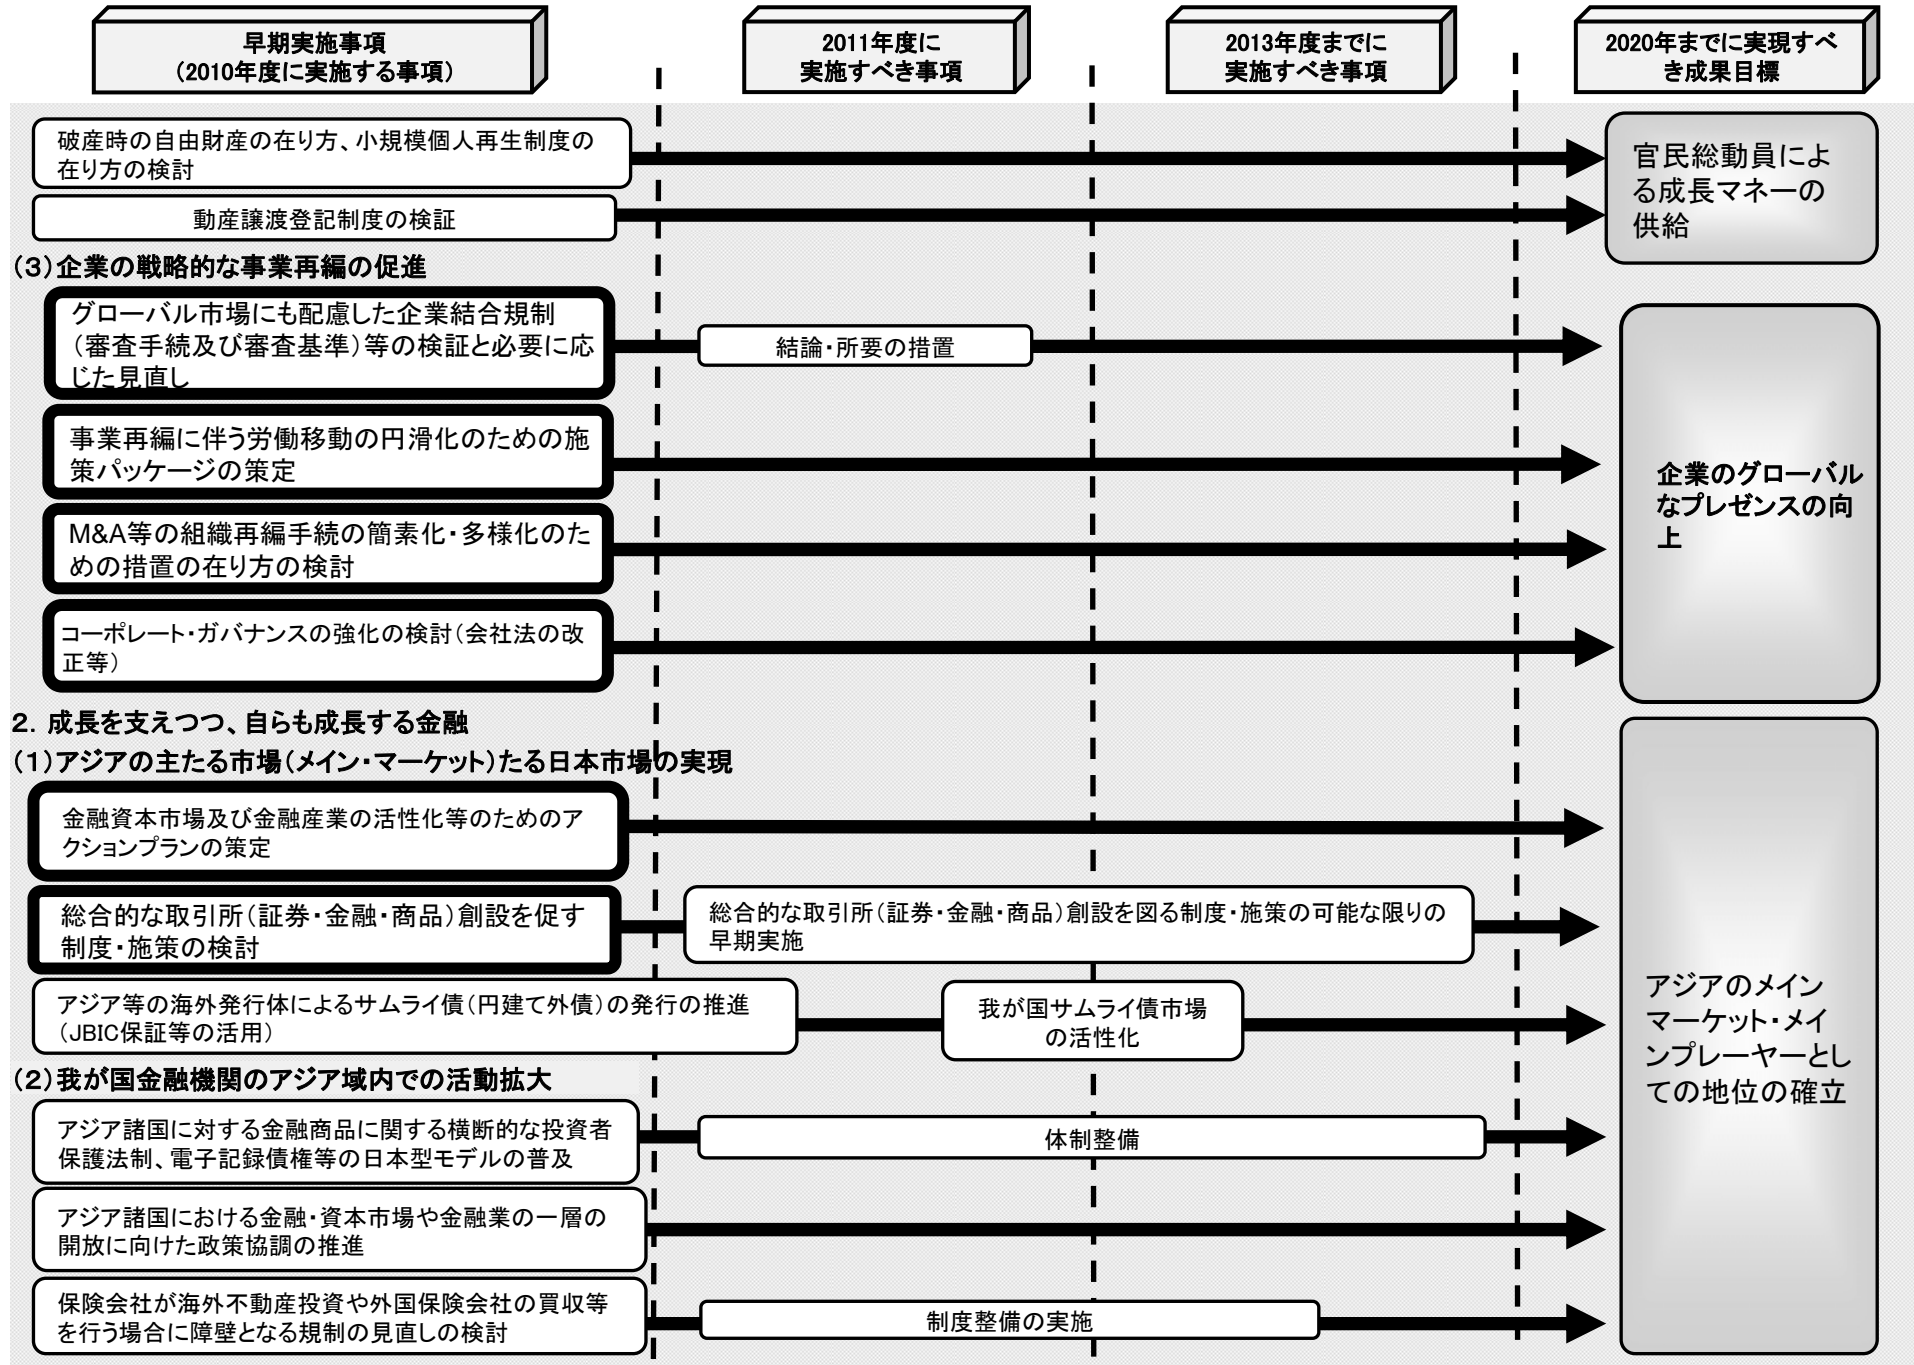 早期実施事項
（2010年度に実施する事項）
2011年度に
実施すべき事項
2013年度までに
実施すべき事項
2020年までに実現すべ
き成果目標
破産時の自由財産の在り方、小規模個人再生制度の
在り方の検討
動産譲渡登記制度の検証
官民総動員によ
る成長マネーの
供給
（３）企業の戦略的な事業再編の促進
グローバル市場にも配慮した企業結合規制
（審査手続及び審査基準）等の検証と必要に応
じた見直し
結論・所要の措置
事業再編に伴う労働移動の円滑化のための施
策パッケージの策定
M&A等の組織再編手続の簡素化・多様化のた
めの措置の在り方の検討
コーポレート・ガバナンスの強化の検討（会社法の改
正等）
企業のグローバル
なプレゼンスの向
上
２．成長を支えつつ、自らも成長する金融
（１）アジアの主たる市場（メイン・マーケット）たる日本市場の実現
金融資本市場及び金融産業の活性化等のためのア
クションプランの策定
総合的な取引所（証券・金融・商品）創設を促す
制度・施策の検討
総合的な取引所（証券・金融・商品）創設を図る制度・施策の可能な限りの
早期実施
アジア等の海外発行体によるサムライ債（円建て外債）の発行の推進
（JBIC保証等の活用）
我が国サムライ債市場
の活性化
（２）我が国金融機関のアジア域内での活動拡大
アジア諸国に対する金融商品に関する横断的な投資者
保護法制、電子記録債権等の日本型モデルの普及
体制整備
アジア諸国における金融・資本市場や金融業の一層の
開放に向けた政策協調の推進
保険会社が海外不動産投資や外国保険会社の買収等
を行う場合に障壁となる規制の見直しの検討
制度整備の実施
アジアのメイン
マーケット・メイ
ンプレーヤーとし
ての地位の確立